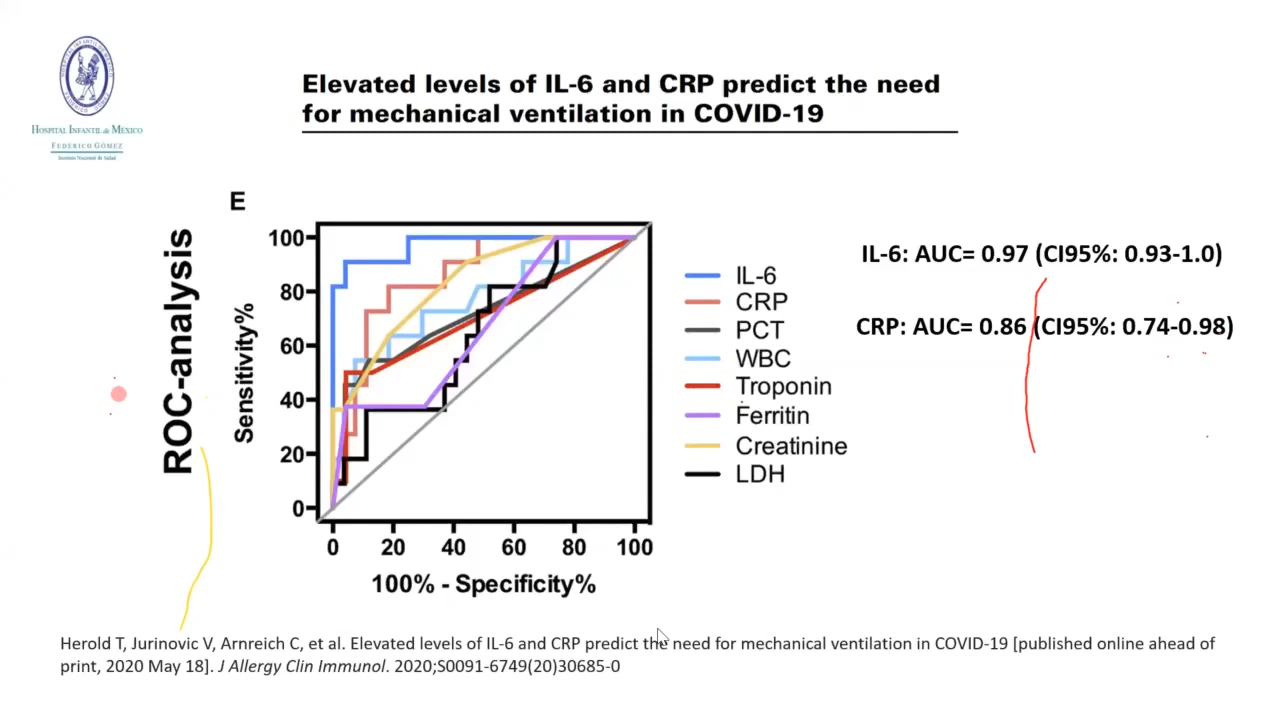 HOSPITAL INFANTIL de MÉXICO
FEDERICO GÓMEZ
Instituto Nacional de Salud
Elevated levels of IL-6 and CRP predict the need
for mechanical ventilation in COVID-19
E
ROC-analysis
Sensitivity%
100
80
60
40
20
0
0 20 40 60 80 100
100% - Specificity%
IL-6
CRP
PCT
WBC
Troponin
Ferritin
Creatinine
LDH
IL-6: AUC= 0.97 (CI95%: 0.93-1.0)
CRP: AUC= 0.86 (CI95%: 0.74-0.98)
Herold T, Jurinovic V, Arnreich C, et al. Elevated levels of IL-6 and CRP predict the need for mechanical ventilation in COVID-19 [published online ahead of
print, 2020 May 18]. J Allergy Clin Immunol. 2020;S0091-6749(20)30685-0